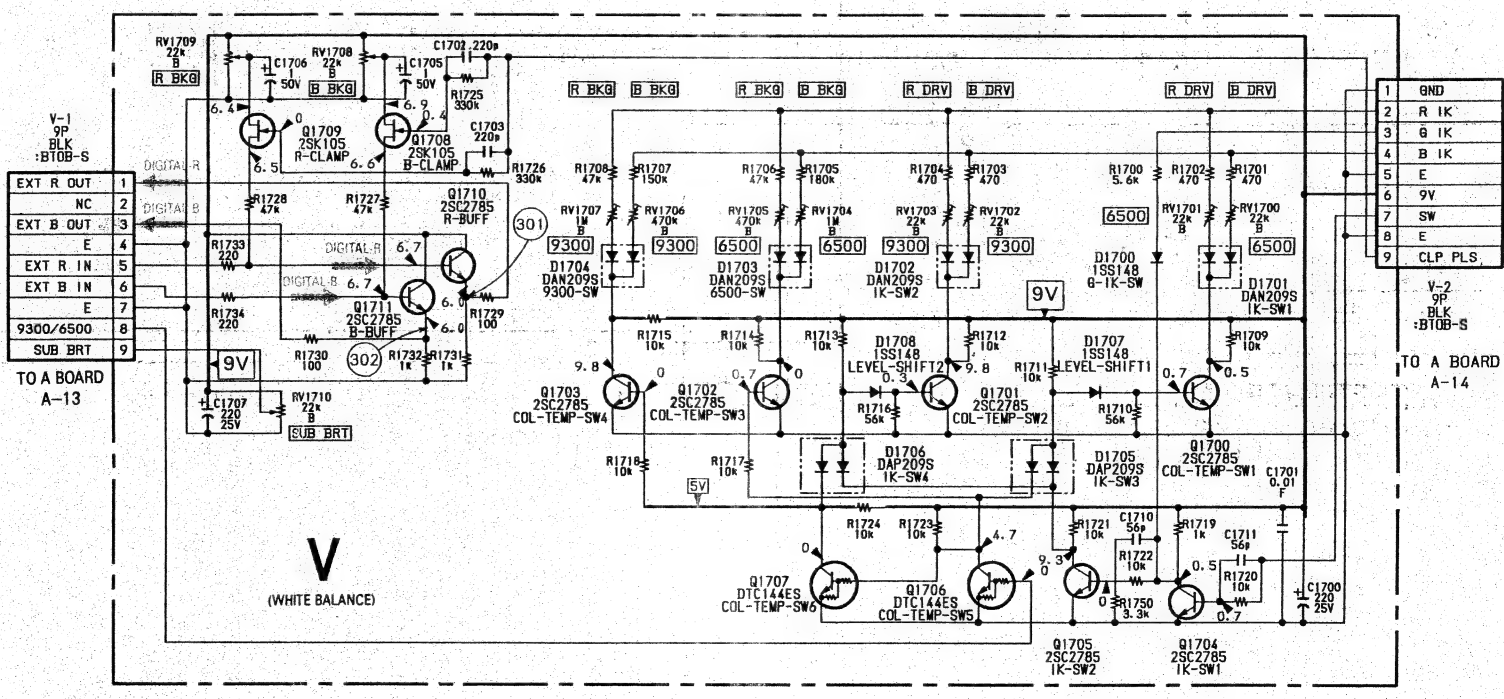 V-1
9P
BLK
:BTOB-S
EXT R OUT 1
NC 2
EXT B OUT 3
E 4
EXT R IN 5
EXT B IN 6
E 7
9300/6500 8
SUB BRT 9
TO A BOARD
A-13
RV1709
22k
B
R BKG
C1706
1
50V
RV1708
22k
B
B BKG
C1705
1
50V
C1702.220p
R1725
330k
C1703
220p
R1726
330k
6.4
0
Q1709
2SK105
R-CLAMP
6.5
6.9
0.4
Q1708
2SK105
B-CLAMP
6.6
DIGITAL-R
DIGITAL-B
R1728
47k
R1727
47k
Q1710
2SC2785
R-BUFF
301
R1733
220
DIGITAL-R
6.7
DIGITAL-B
6.7
R1734
220
Q1711
2SC2785
B-BUFF
6.0
6.0
R1729
100
R1730
100
302
R1732
1k
R1731
1k
9V
C1707
220
25V
RV1710
22k
B
SUB BRT
R BKG
B BKG
R BKG
B BKG
R DRV
B DRV
R DRV
B DRV
R1708
47k
R1707
150k
R1706
47k
R1705
180k
R1704
470
R1703
470
R1700
5.6k
R1702
470
R1701
470
RV1707
1M
B
RV1706
470k
B
RV1705
470k
B
RV1704
1M
B
RV1703
22k
B
RV1702
22k
B
6500
RV1701
22k
B
RV1700
22k
B
9300
9300
6500
6500
9300
9300
6500
D1704
DAN209S
9300-SW
D1703
DAN209S
6500-SW
D1702
DAN209S
IK-SW2
D1700
1SS148
G-IK-SW
D1701
DAN209S
IK-SW1
9V
R1715
10k
R1714
10k
R1713
10k
D1708
1SS148
LEVEL-SHIFT2
R1712
10k
R1711
10k
D1707
1SS148
LEVEL-SHIFT1
R1709
10k
9.8
0
Q1703
2SC2785
COL-TEMP-SW4
0.7
0
Q1702
2SC2785
COL-TEMP-SW3
0.3
9.8
R1716
56k
Q1701
2SC2785
COL-TEMP-SW2
0.7
0.5
R1710
56k
Q1700
2SC2785
COL-TEMP-SW1
R1718
10k
R1717
10k
D1706
DAP209S
IK-SW4
D1705
DAP209S
IK-SW3
C1701
0.01
F
5V
R1724
10k
R1723
10k
4.7
R1721
10k
C1710
56p
R1722
10k
R1719
1k
C1711
56p
R1720
10k
0
Q1707
DTC144ES
COL-TEMP-SW6
Q1706
DTC144ES
COL-TEMP-SW5
9.3
0
0
R1750
3.3k
0.5
0.7
C1700
220
25V
Q1705
2SC2785
IK-SW2
Q1704
2SC2785
IK-SW1
V
(WHITE BALANCE)
1 GND
2 R IK
3 G IK
4 B IK
5 E
6 9V
7 SW
8 E
9 CLP PLS
V-2
9P
BLK
:BTOB-S
TO A BOARD
A-14